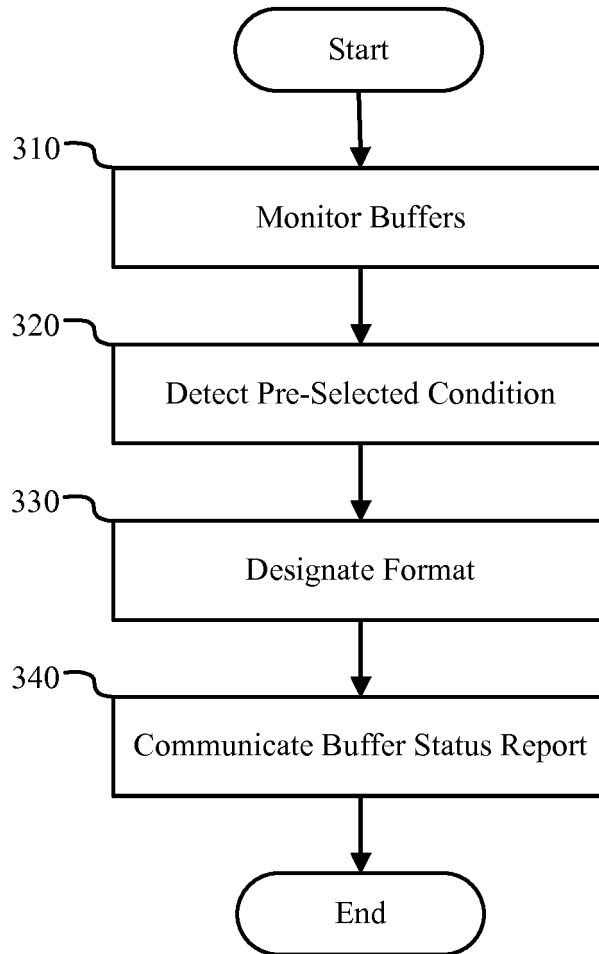 Start
310
Monitor Buffers
320
Detect Pre-Selected Condition
330
Designate Format
340
Communicate Buffer Status Report
End